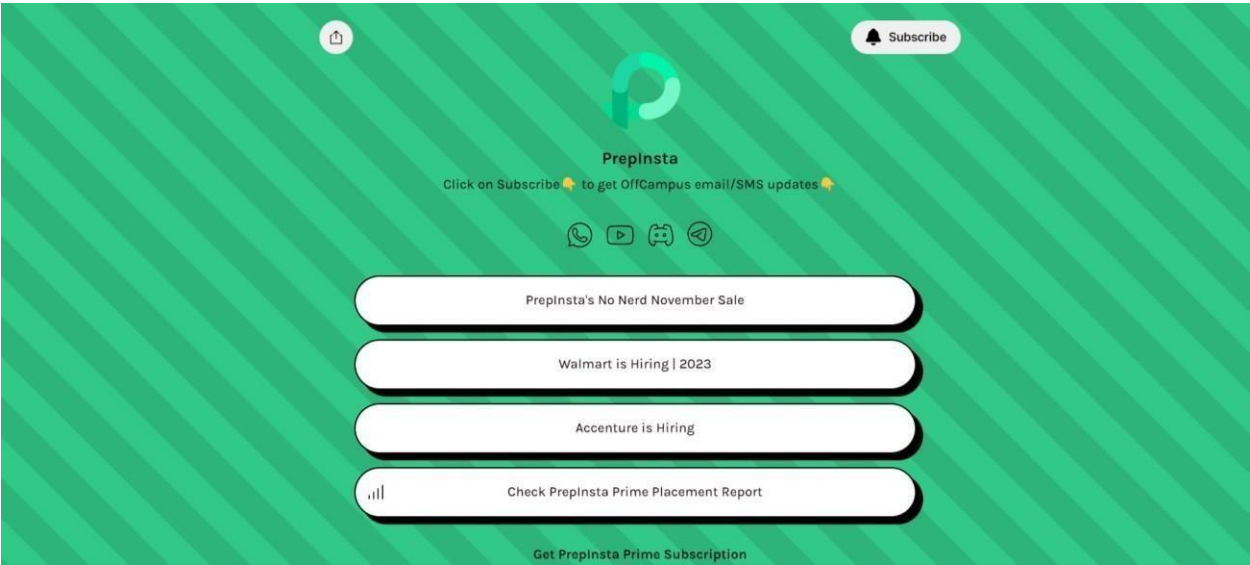 Subscribe
PrepInsta
Click on Subscribe👇 to get OffCampus email/SMS updates👇
PrepInsta's No Nerd November Sale
Walmart is Hiring | 2023
Accenture is Hiring
Check PrepInsta Prime Placement Report
Get PrepInsta Prime Subscription